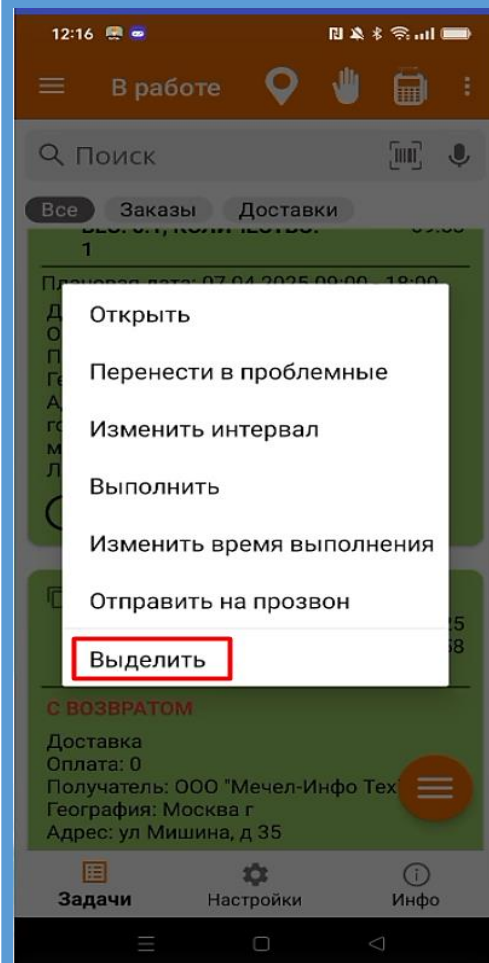 12:16
В работе
Поиск
Все Заказы Доставки
1
Плановая дата: 07.04.2025 09:00 - 18:00
Открыть
Перенести в проблемные
Изменить интервал
Выполнить
Изменить время выполнения
Отправить на прозвон
Выделить
С ВОЗВРАТОМ
Доставка
Оплата: 0
Получатель: ООО "Мечел-Инфо Тех
География: Москва г
Адрес: ул Мишина, д 35
Задачи Настройки Инфо